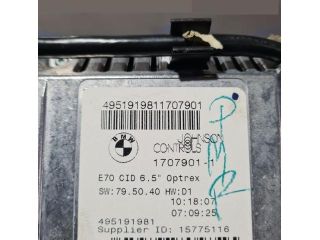 4951919811707901
BMW
JOHNSON
CONTROLS
1707901-1
E70 CID 6.5" Optrex
SW:79.50.40 HW:D1
10:18:07
07:09:25
495191981
Supplier ID: 15775116